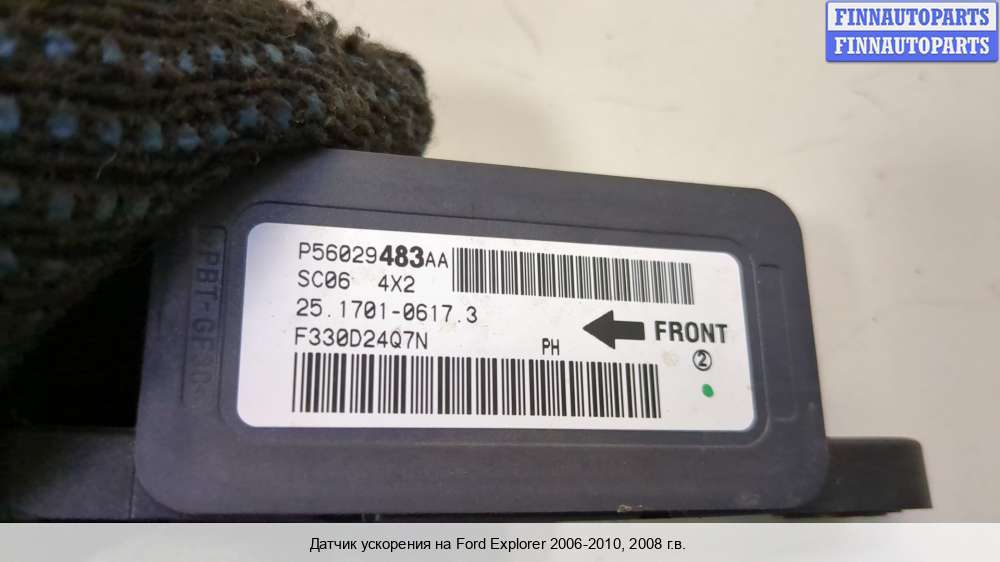 FINNAUTOPARTS
FINNAUTOPARTS
P56029483AA
SC06 4X2
25.1701-0617.3
F330D24Q7N
PH
FRONT
2
Датчик ускорения на Ford Explorer 2006-2010, 2008 г.в.